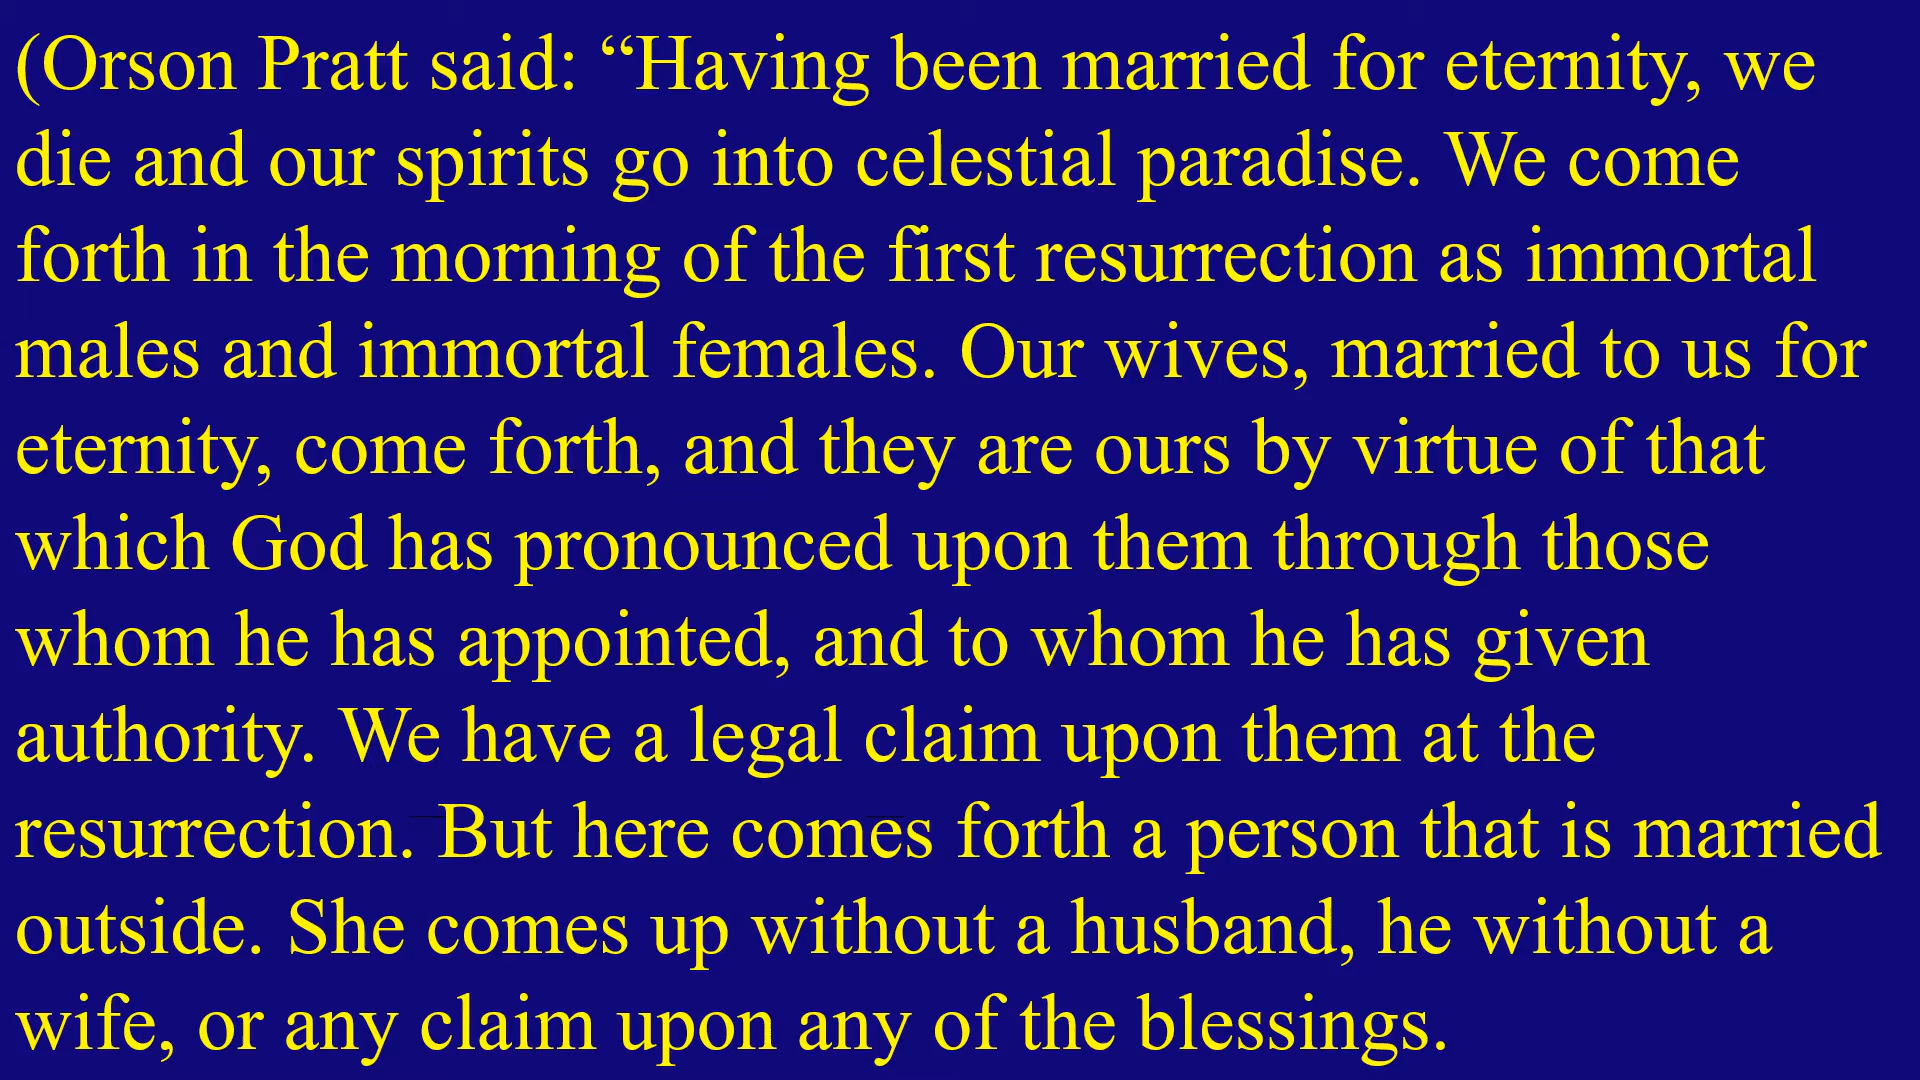 (Orson Pratt said: “Having been married for eternity, we
die and our spirits go into celestial paradise. We come
forth in the morning of the first resurrection as immortal
males and immortal females. Our wives, married to us for
eternity, come forth, and they are ours by virtue of that
which God has pronounced upon them through those
whom he has appointed, and to whom he has given
authority. We have a legal claim upon them at the
resurrection. But here comes forth a person that is married
outside. She comes up without a husband, he without a
wife, or any claim upon any of the blessings.